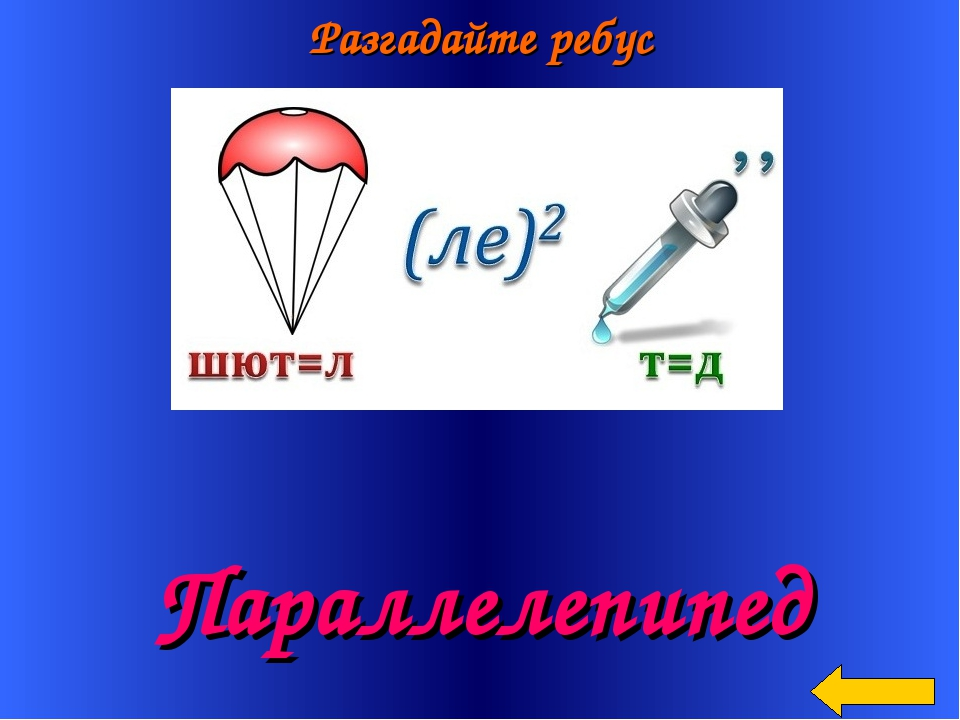 Разгадайте ребус
,,
(ле)²
шют=л
т=д
Параллелепипед